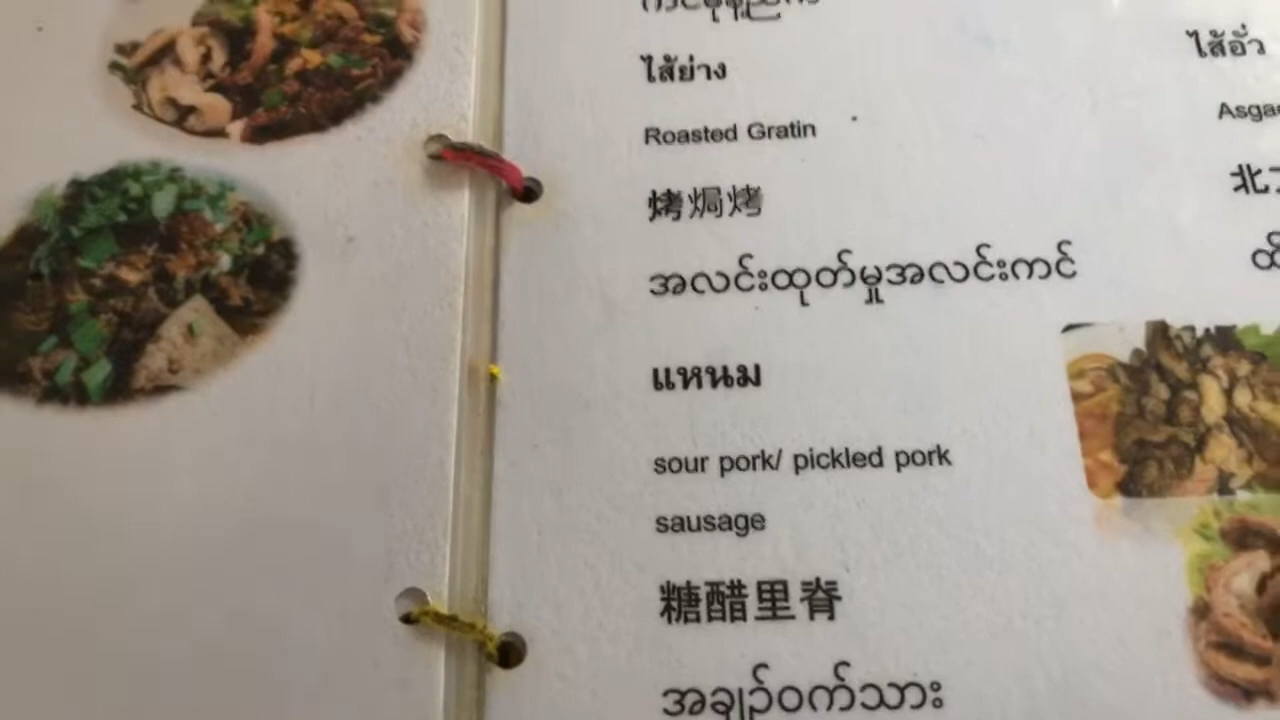 ไส้ย่าง
Roasted Gratin
烤焗烤
အလင်းထုတ်မှုအလင်းကင်
แหนม
sour pork/ pickled pork
sausage
糖醋里脊
အချဉ်ဝက်သား
ไส้อั่ว